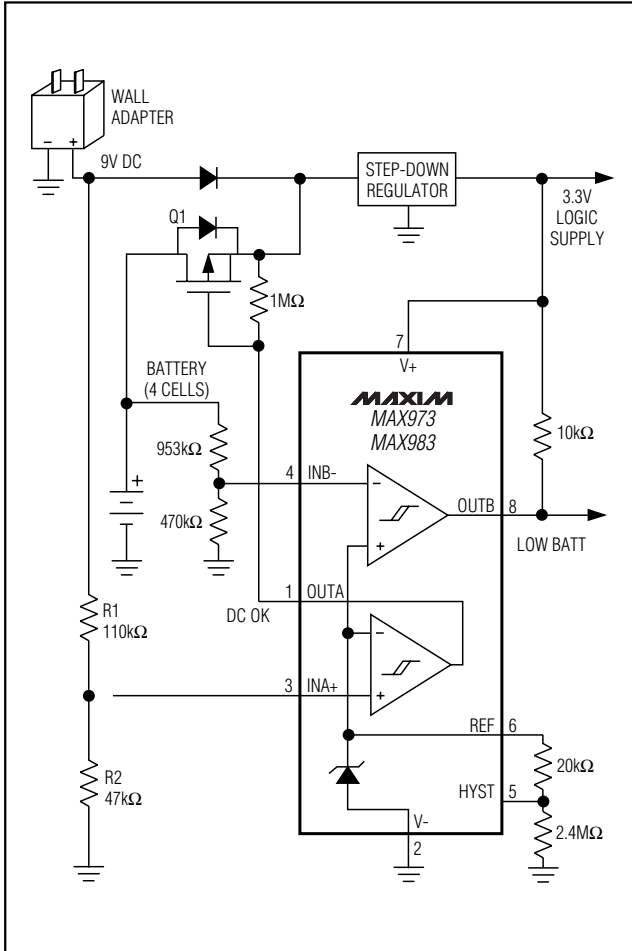 WALL
ADAPTER
− +
9V DC
STEP-DOWN
REGULATOR
3.3V
LOGIC
SUPPLY
Q1
1MΩ
7
V+
BATTERY
(4 CELLS)
MAXIM
MAX973
MAX983
10kΩ
953kΩ
4 INB-
−
+
470kΩ
+
OUTB 8
LOW BATT
1 OUTA
DC OK
R1
110kΩ
−
3 INA+
+
REF 6
20kΩ
R2
47kΩ
HYST 5
V-
2
2.4MΩ